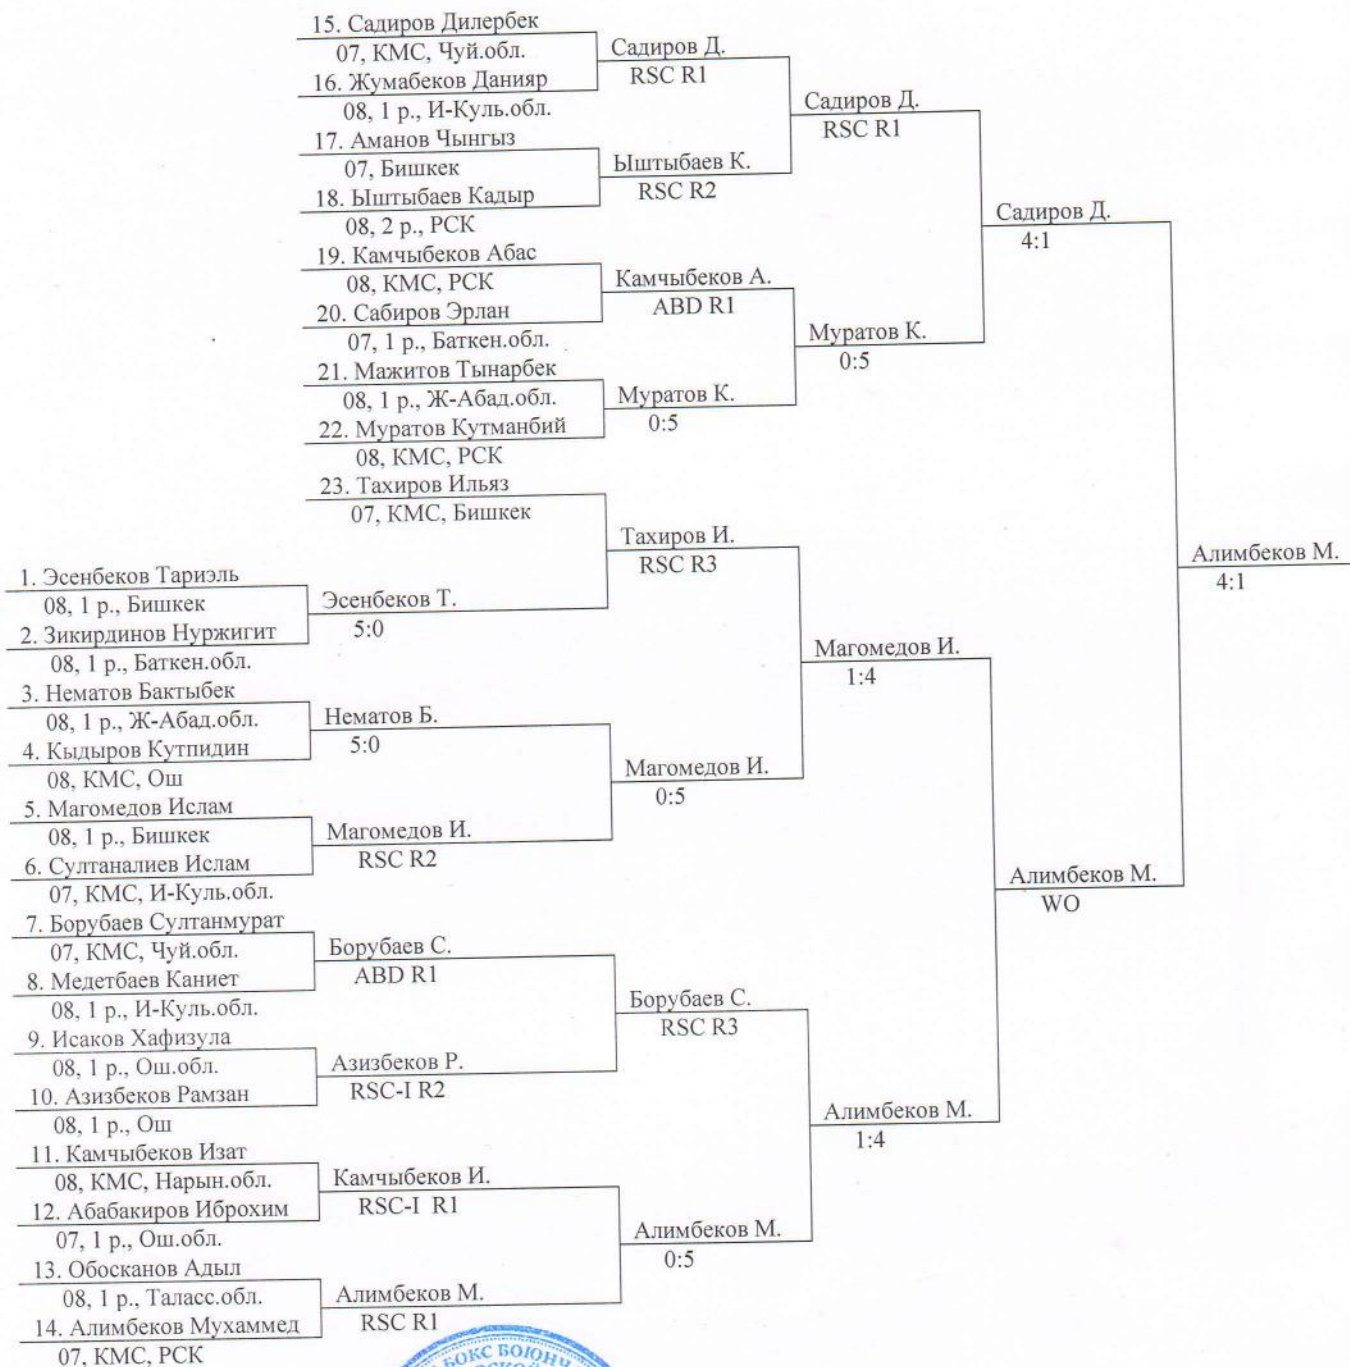 15. Садиров Дилербек
07, КМС, Чуй.обл.
16. Жумабеков Данияр
08, 1 р., И-Куль.обл.
17. Аманов Чынгыз
07, Бишкек
18. Ыштыбаев Кадыр
08, 2 р., РСК
19. Камчыбеков Абас
08, КМС, РСК
20. Сабиров Эрлан
07, 1 р., Баткен.обл.
21. Мажитов Тынарбек
08, 1 р., Ж-Абад.обл.
22. Муратов Кутманбий
08, КМС, РСК
23. Тахиров Ильяз
07, КМС, Бишкек
1. Эсенбеков Тариэль
08, 1 р., Бишкек
2. Зикирдинов Нуржигит
08, 1 р., Баткен.обл.
3. Нематов Бактыбек
08, 1 р., Ж-Абад.обл.
4. Кыдыров Кутпидин
08, КМС, Ош
5. Магомедов Ислам
08, 1 р., Бишкек
6. Султаналиев Ислам
07, КМС, И-Куль.обл.
7. Борубаев Султанмурат
07, КМС, Чуй.обл.
8. Медетбаев Каниет
08, 1 р., И-Куль.обл.
9. Исаков Хафизула
08, 1 р., Ош.обл.
10. Азизбеков Рамзан
08, 1 р., Ош
11. Камчыбеков Изат
08, КМС, Нарын.обл.
12. Абабакиров Иброхим
07, 1 р., Ош.обл.
13. Обосканов Адыл
08, 1 р., Таласс.обл.
14. Алимбеков Мухаммед
07, КМС, РСК
Эсенбеков Т.
5:0
Нематов Б.
5:0
Магомедов И.
RSC R2
Борубаев С.
ABD R1
Азизбеков Р.
RSC-I R2
Камчыбеков И.
RSC-I R1
Алимбеков М.
RSC R1
Садиров Д.
RSC R1
Ыштыбаев К.
RSC R2
Камчыбеков А.
ABD R1
Муратов К.
0:5
Тахиров И.
RSC R3
Магомедов И.
0:5
Борубаев С.
RSC R3
Алимбеков М.
0:5
Садиров Д.
RSC R1
Муратов К.
0:5
Магомедов И.
1:4
Алимбеков М.
1:4
Садиров Д.
4:1
Алимбеков М.
WO
Алимбеков М.
4:1
БОКС БОЮНЧА